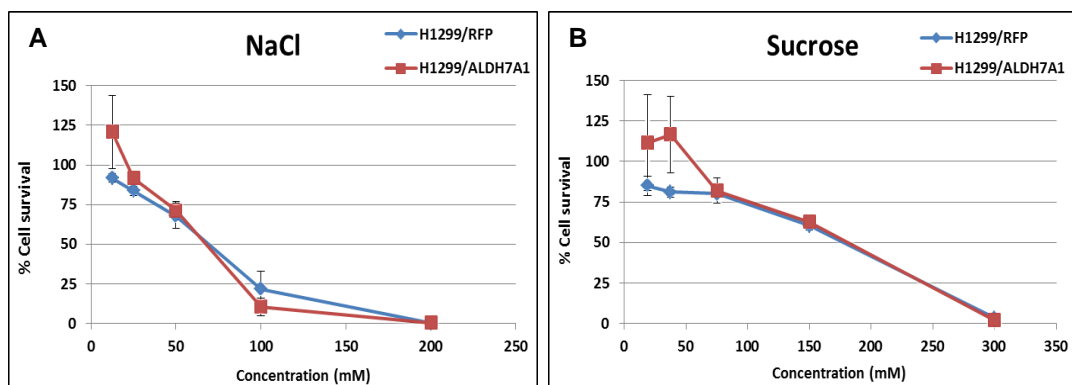 A
NaCl
H1299/RFP
H1299/ALDH7A1
150
125
100
75
50
25
0
% Cell survival
0 50 100 150 200 250
Concentration (mM)
B
Sucrose
H1299/RFP
H1299/ALDH7A1
150
125
100
75
50
25
0
% Cell survival
0 50 100 150 200 250 300 350
Concentration (mM)